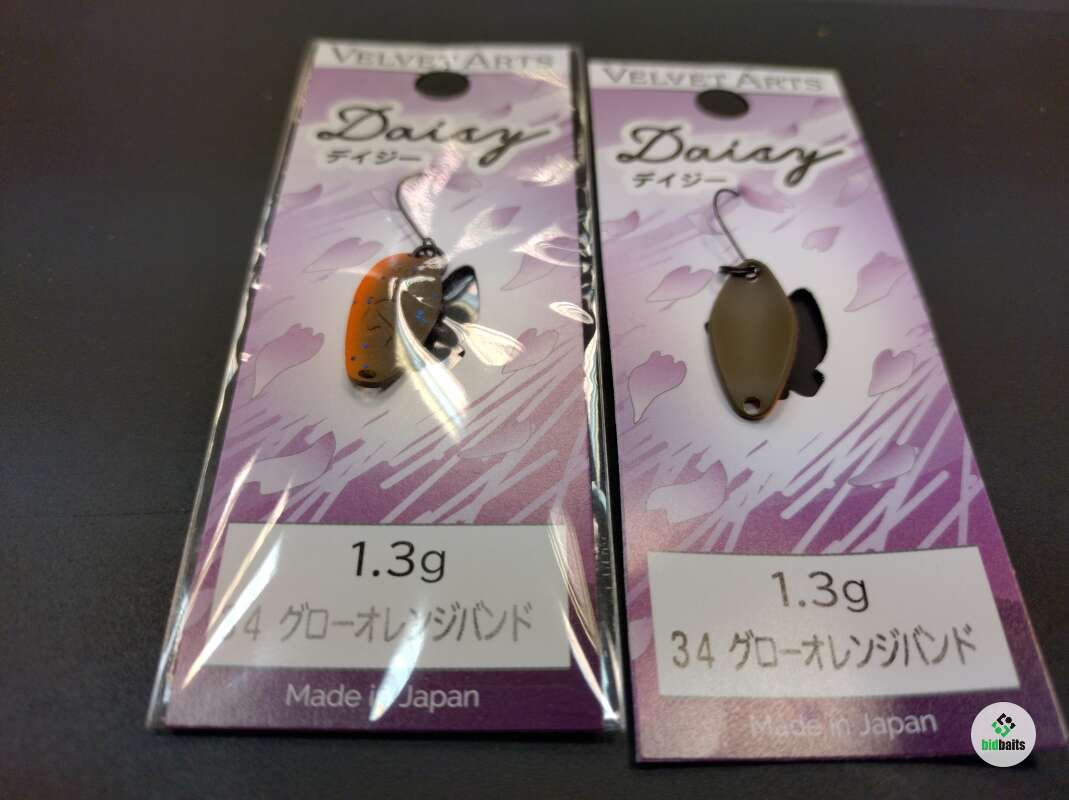 VELVET ARTS
Daisy
デイジー
1.3g
34 グローオレンジバンド
Made in Japan
VELVET ARTS
Daisy
デイジー
1.3g
34 グローオレンジバンド
Made in Japan
bidbaits